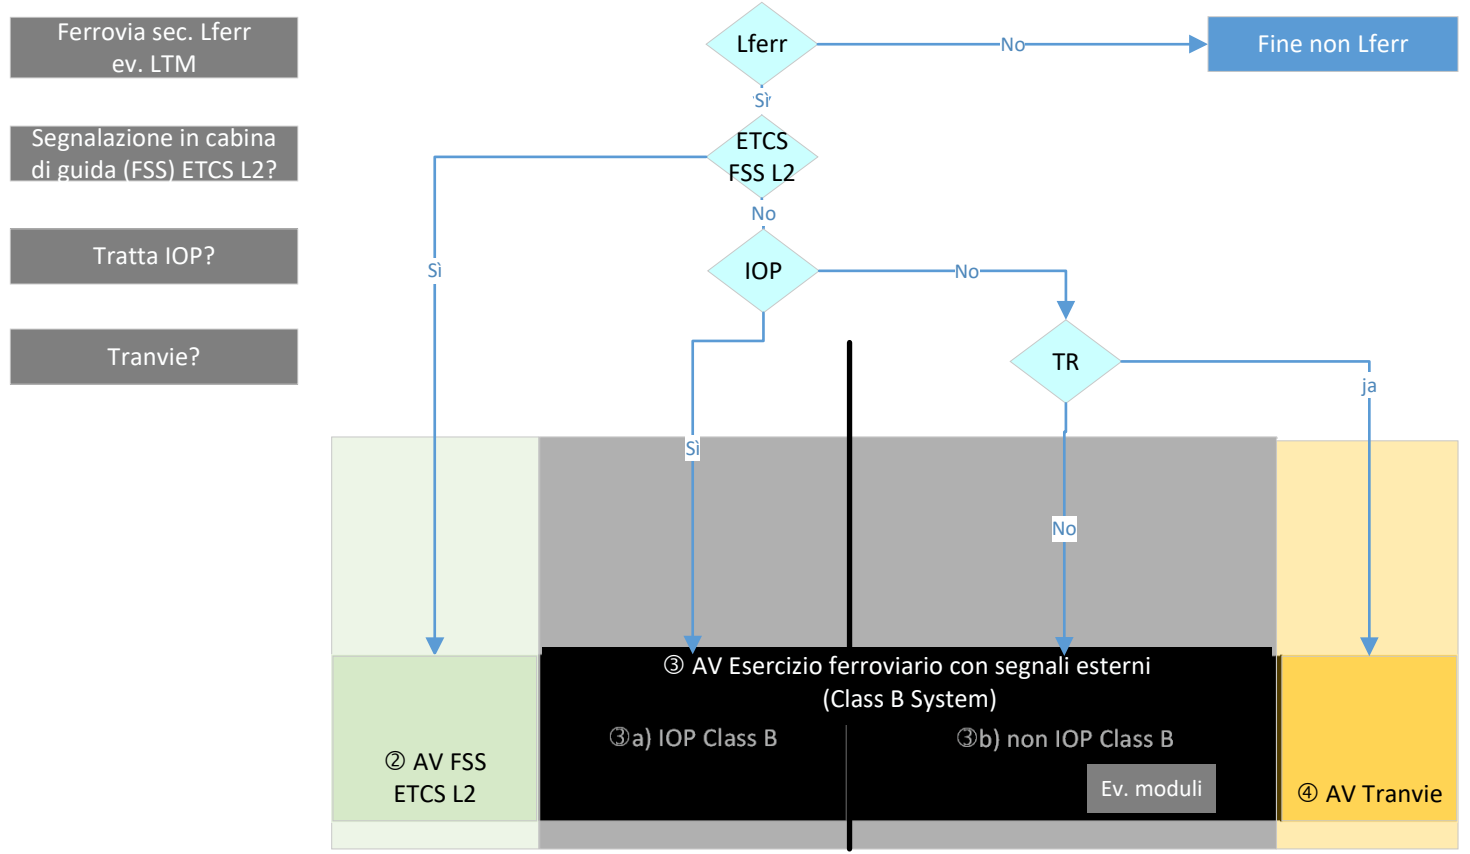 Ferrovia sec. Lferr
ev. LTM
Lferr
No
Fine non Lferr
Sì
Segnalazione in cabina
di guida (FSS) ETCS L2?
ETCS
FSS L2
No
Tratta IOP?
Sì
IOP
No
Tranvie?
TR
ja
Sì
No
③ AV Esercizio ferroviario con segnali esterni
(Class B System)
③a) IOP Class B
③b) non IOP Class B
② AV FSS
ETCS L2
Ev. moduli
④ AV Tranvie